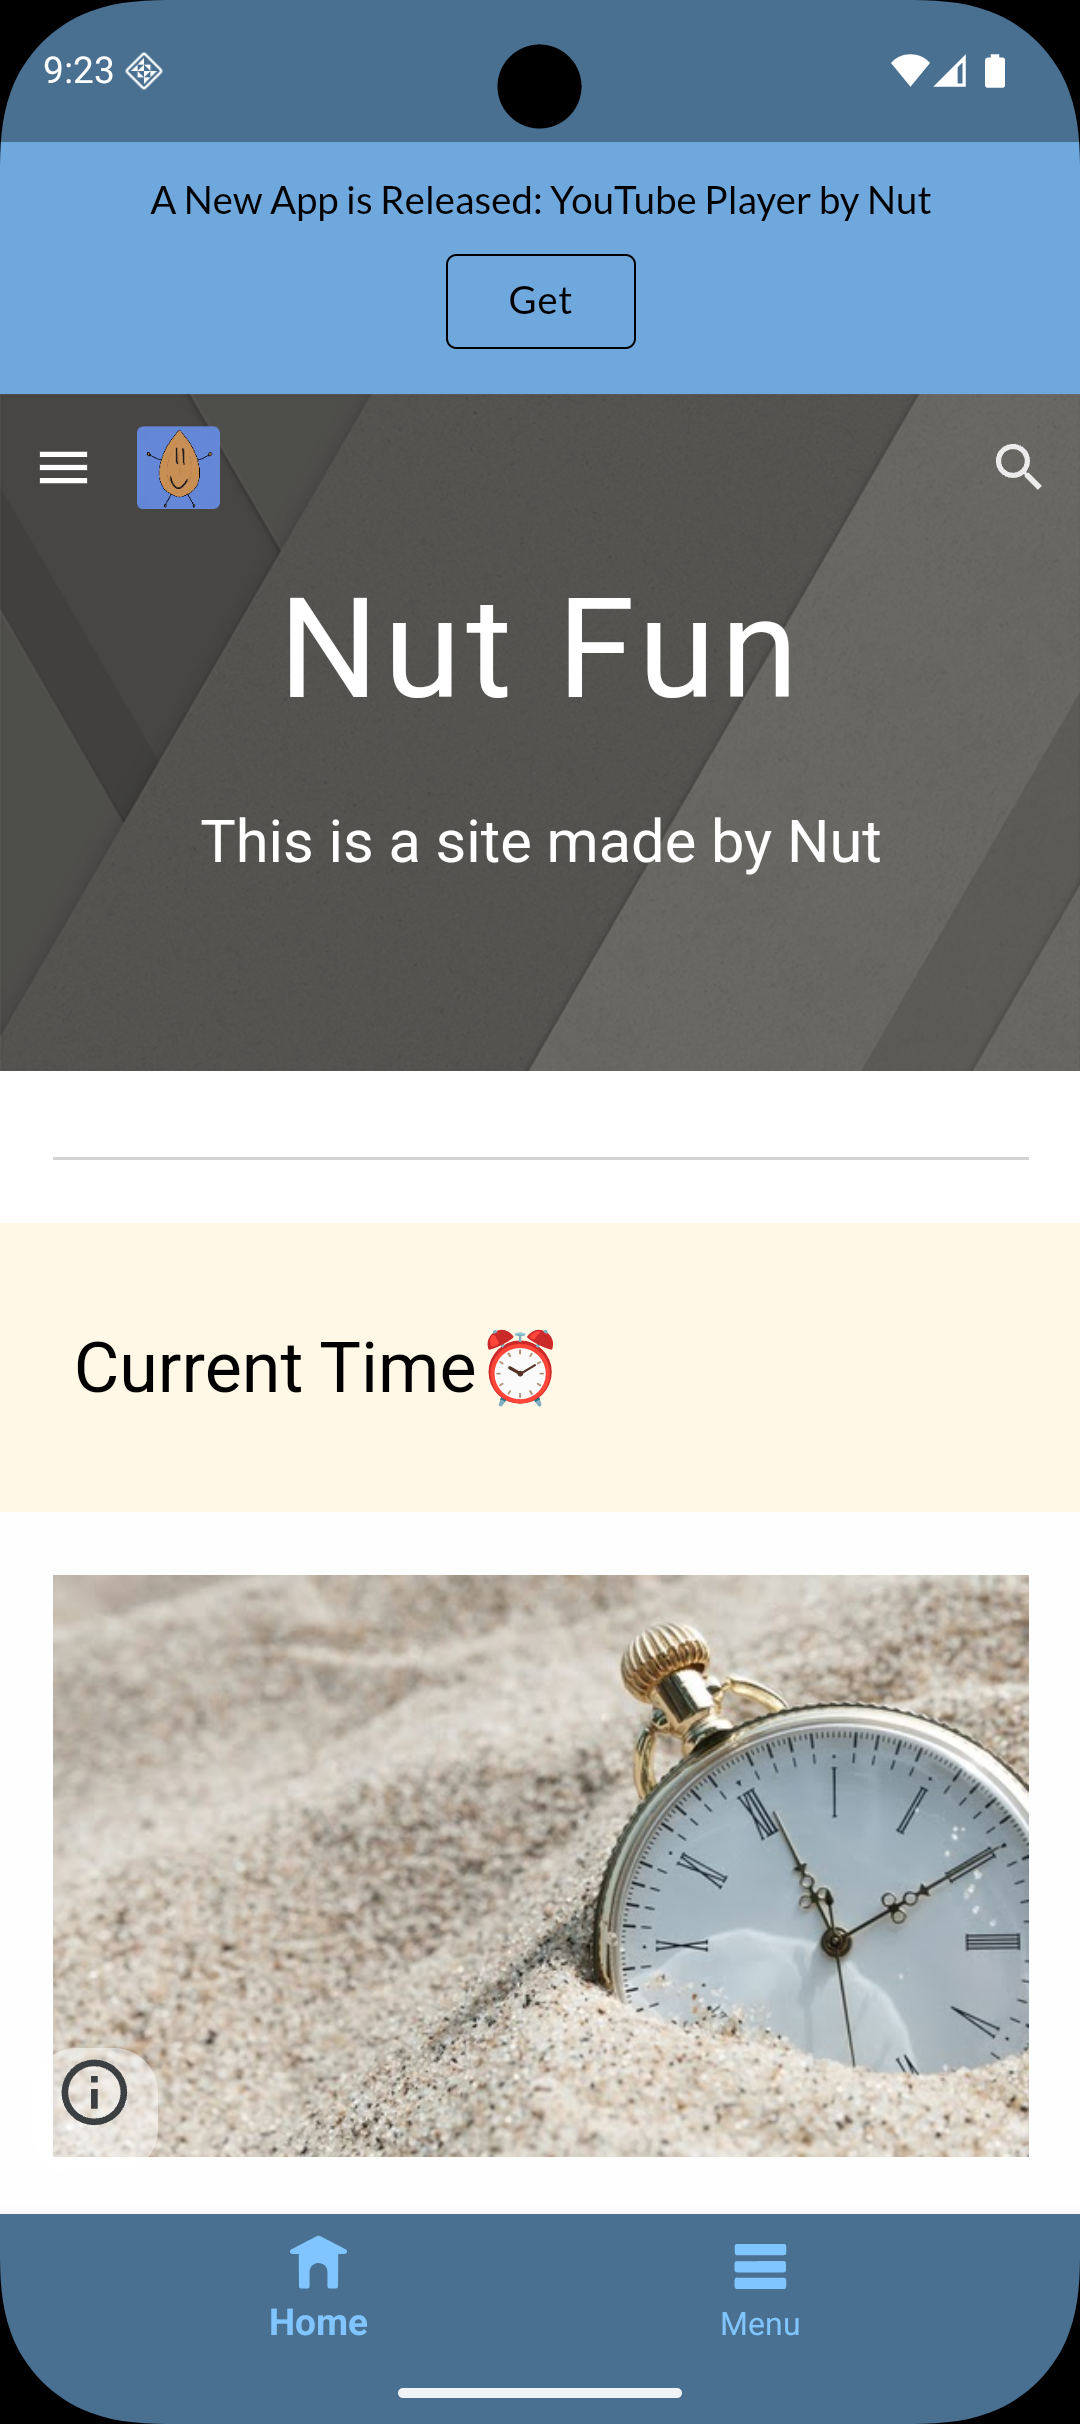 9:23
A New App is Released: YouTube Player by Nut
Get
Nut Fun
This is a site made by Nut
Current Time⏰
Home
Menu